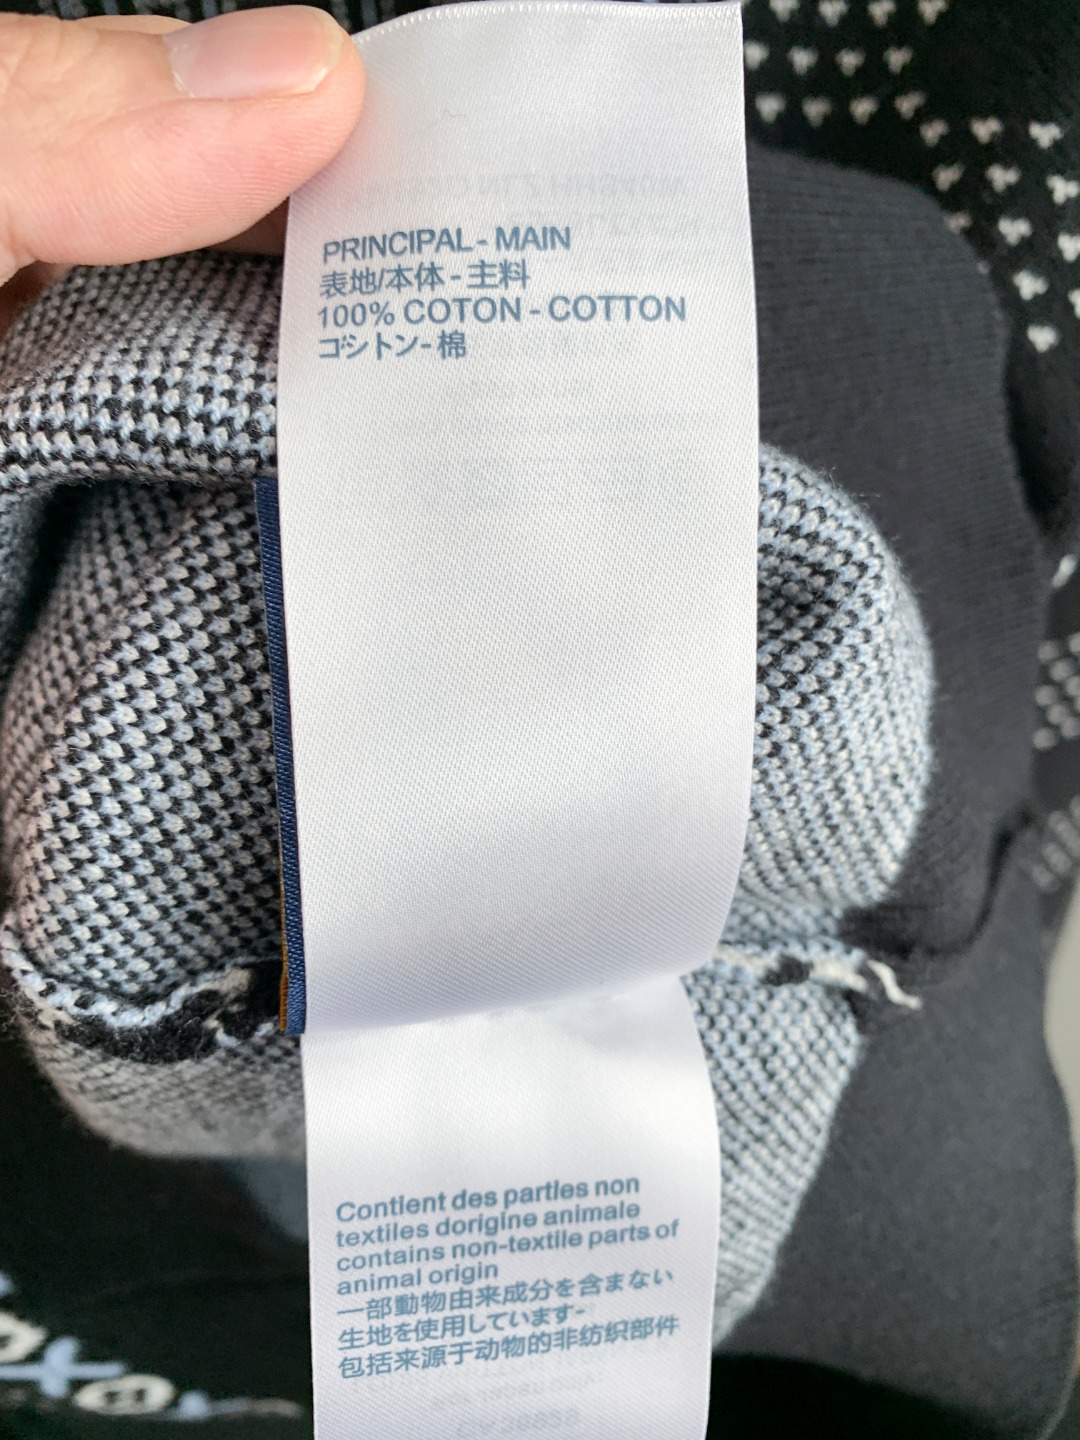 PRINCIPAL - MAIN
表地/本体 - 主料
100% COTON - COTTON
コットン - 棉
Contient des parties non
textiles dorigine animale
contains non-textile parts of
animal origin
一部動物由来成分を含まない
生地を使用しています-
包括来源于动物的非纺织部件